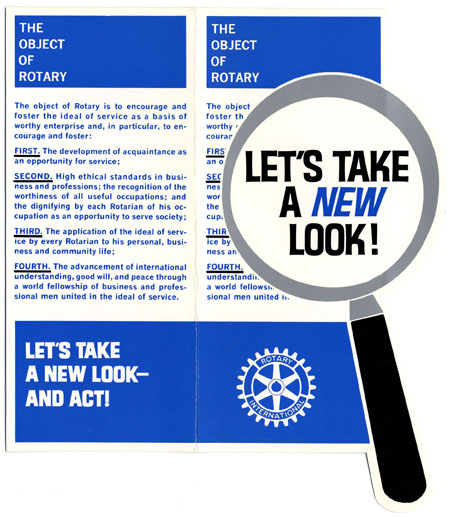 THE
OBJECT
OF
ROTARY
The object of Rotary is to encourage and
foster the ideal of service as a basis of
worthy enterprise and, in particular, to en-
courage and foster:
FIRST. The development of acquaintance as
an opportunity for service;
SECOND. High ethical standards in busi-
ness and professions; the recognition of the
worthiness of all useful occupations; and
the dignifying by each Rotarian of his oc-
cupation as an opportunity to serve society;
THIRD. The application of the ideal of serv-
ice by every Rotarian to his personal, busi-
ness and community life;
FOURTH. The advancement of international
understanding, good will, and peace through
a world fellowship of business and profes-
sional men united in the ideal of service.
LET'S TAKE
A NEW LOOK—
AND ACT!
THE
OBJECT
OF
ROTARY
The object
foster th
worthy
courag
FIRS
an o
SEC
nes
wor
the
cupa
THIRD
ice by
ness an
FOURTH.
understandin
a world fellowsh
sional men united in
LET'S TAKE
A NEW
LOOK!
ROTARY
INTERNATIONAL